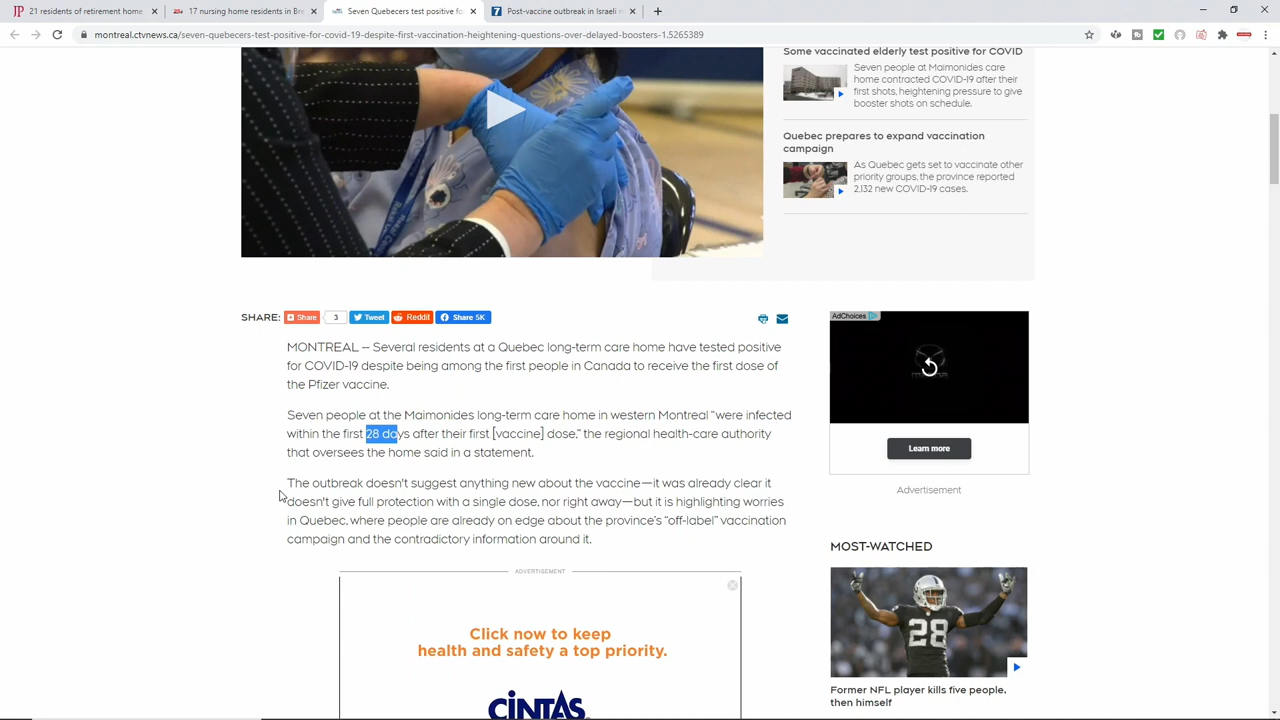 21 residents of retirement home
17 nursing home residents in Bre
Seven Quebecers test positive for
Post-vaccine outbreak in Israeli n
montreal.ctvnews.ca/seven-quebecers-test-positive-for-covid-19-despite-first-vaccination-heightening-questions-over-delayed-boosters-1.5265389
Some vaccinated elderly test positive for COVID
Seven people at Maimonides care
home contracted COVID-19 after their
first shots, heightening pressure to give
booster shots on schedule.
Quebec prepares to expand vaccination
campaign
As Quebec gets set to vaccinate other
priority groups, the province reported
2,132 new COVID-19 cases.
SHARE: Share 3 Tweet Reddit Share 5K
MONTREAL -- Several residents at a Quebec long-term care home have tested positive
for COVID-19 despite being among the first people in Canada to receive the first dose of
the Pfizer vaccine.
Seven people at the Maimonides long-term care home in western Montreal “were infected
within the first 28 days after their first [vaccine] dose,” the regional health-care authority
that oversees the home said in a statement.
The outbreak doesn't suggest anything new about the vaccine—it was already clear it
doesn't give full protection with a single dose, nor right away—but it is highlighting worries
in Quebec, where people are already on edge about the province's “off-label” vaccination
campaign and the contradictory information around it.
ADVERTISEMENT
Click now to keep
health and safety a top priority.
CINTAS
AdChoices
Learn more
Advertisement
MOST-WATCHED
28
Former NFL player kills five people,
then himself